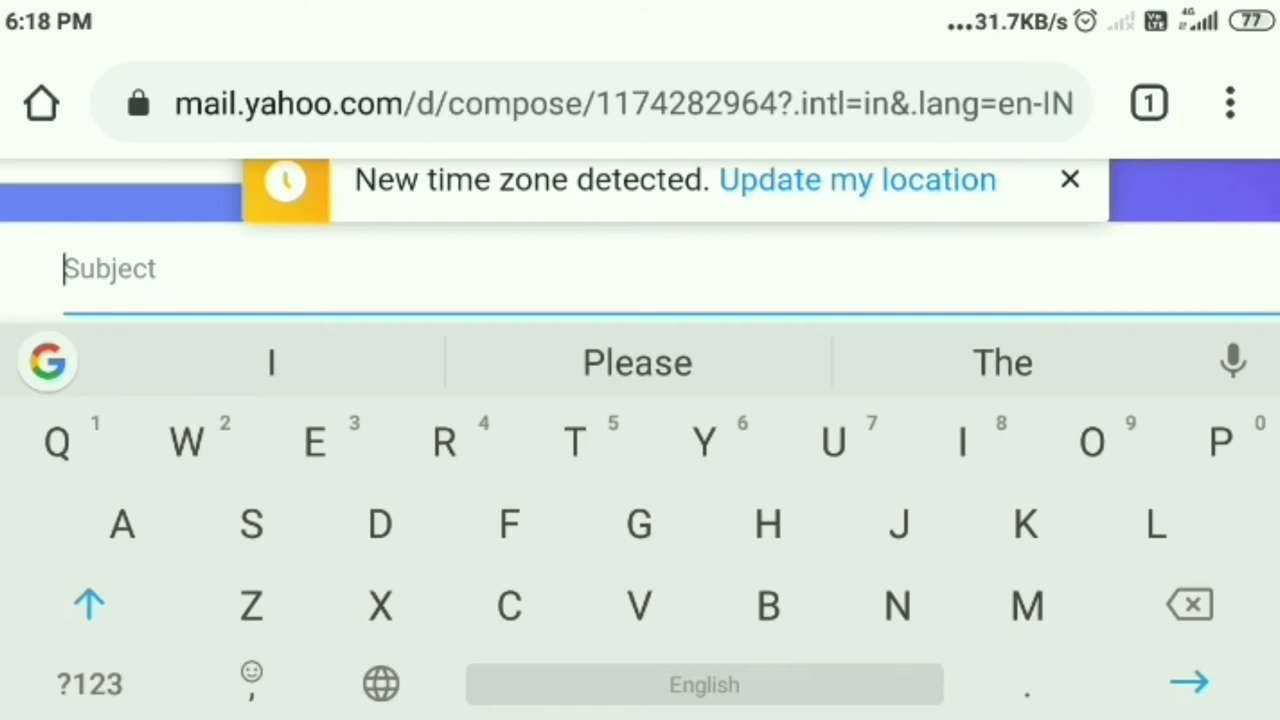 6:18 PM
...31.7KB/s 4G 77
mail.yahoo.com/d/compose/1174282964?.intl=in&.lang=en-IN
1
New time zone detected. Update my location ×
Subject
G I Please The
Q 1 W 2 E 3 R 4 T 5 Y 6 U 7 I 8 O 9 P 0
A S D F G H J K L
Z X C V B N M
?123 , English .